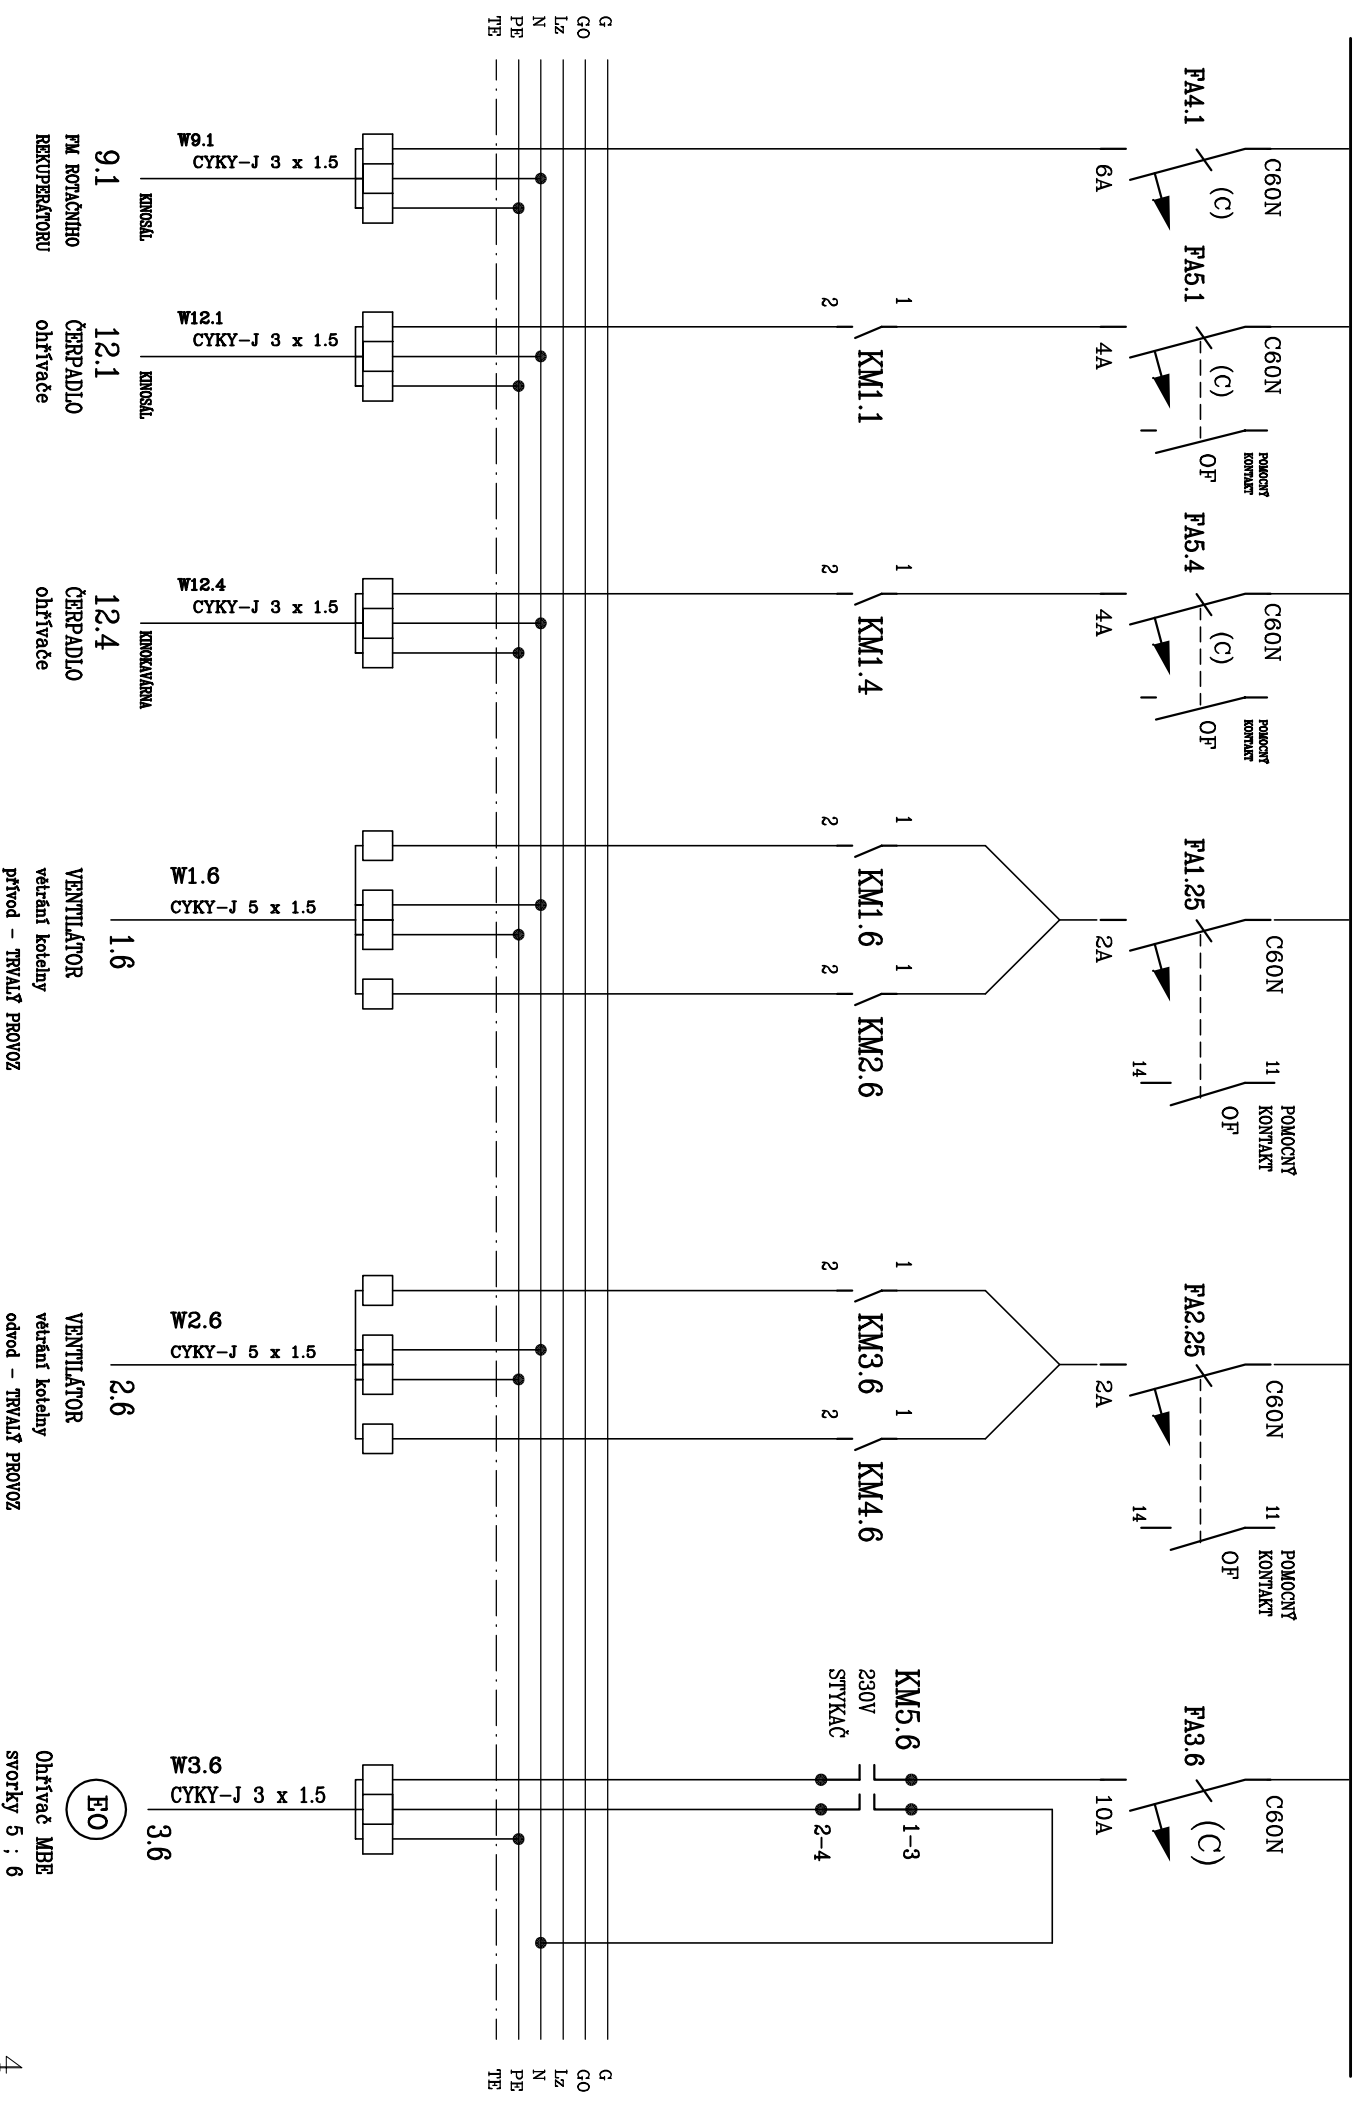 FA4.1
C60N
(C)
6A
FA5.1
C60N
(C)
4A
POMOCNÝ
KONTAKT
OF
FA5.4
C60N
(C)
4A
POMOCNÝ
KONTAKT
OF
FA1.25
C60N
2A
11
14
POMOCNÝ
KONTAKT
OF
FA2.25
C60N
2A
11
14
POMOCNÝ
KONTAKT
OF
FA3.6
C60N
(C)
10A
1
2
KM1.1
1
2
KM1.4
1
2
KM1.6
1
2
KM2.6
1
2
KM3.6
1
2
KM4.6
KM5.6
230V
STYKAČ
1-3
2-4
G
GO
Lz
N
PE
TE
G
GO
Lz
N
PE
TE
W9.1
CYKY-J 3 x 1.5
KINOSÁL
9.1
FM ROTAČNÍHO
REKUPERÁTORU
W12.1
CYKY-J 3 x 1.5
KINOSÁL
12.1
ČERPADLO
ohřívače
W12.4
CYKY-J 3 x 1.5
KINOKAVÁRNA
12.4
ČERPADLO
ohřívače
W1.6
CYKY-J 5 x 1.5
1.6
VENTILÁTOR
větrání kotelny
přívod - TRVALÝ PROVOZ
W2.6
CYKY-J 5 x 1.5
2.6
VENTILÁTOR
větrání kotelny
odvod - TRVALÝ PROVOZ
W3.6
CYKY-J 3 x 1.5
3.6
EO
Ohřívač MBE
svorky 5 ; 6
4